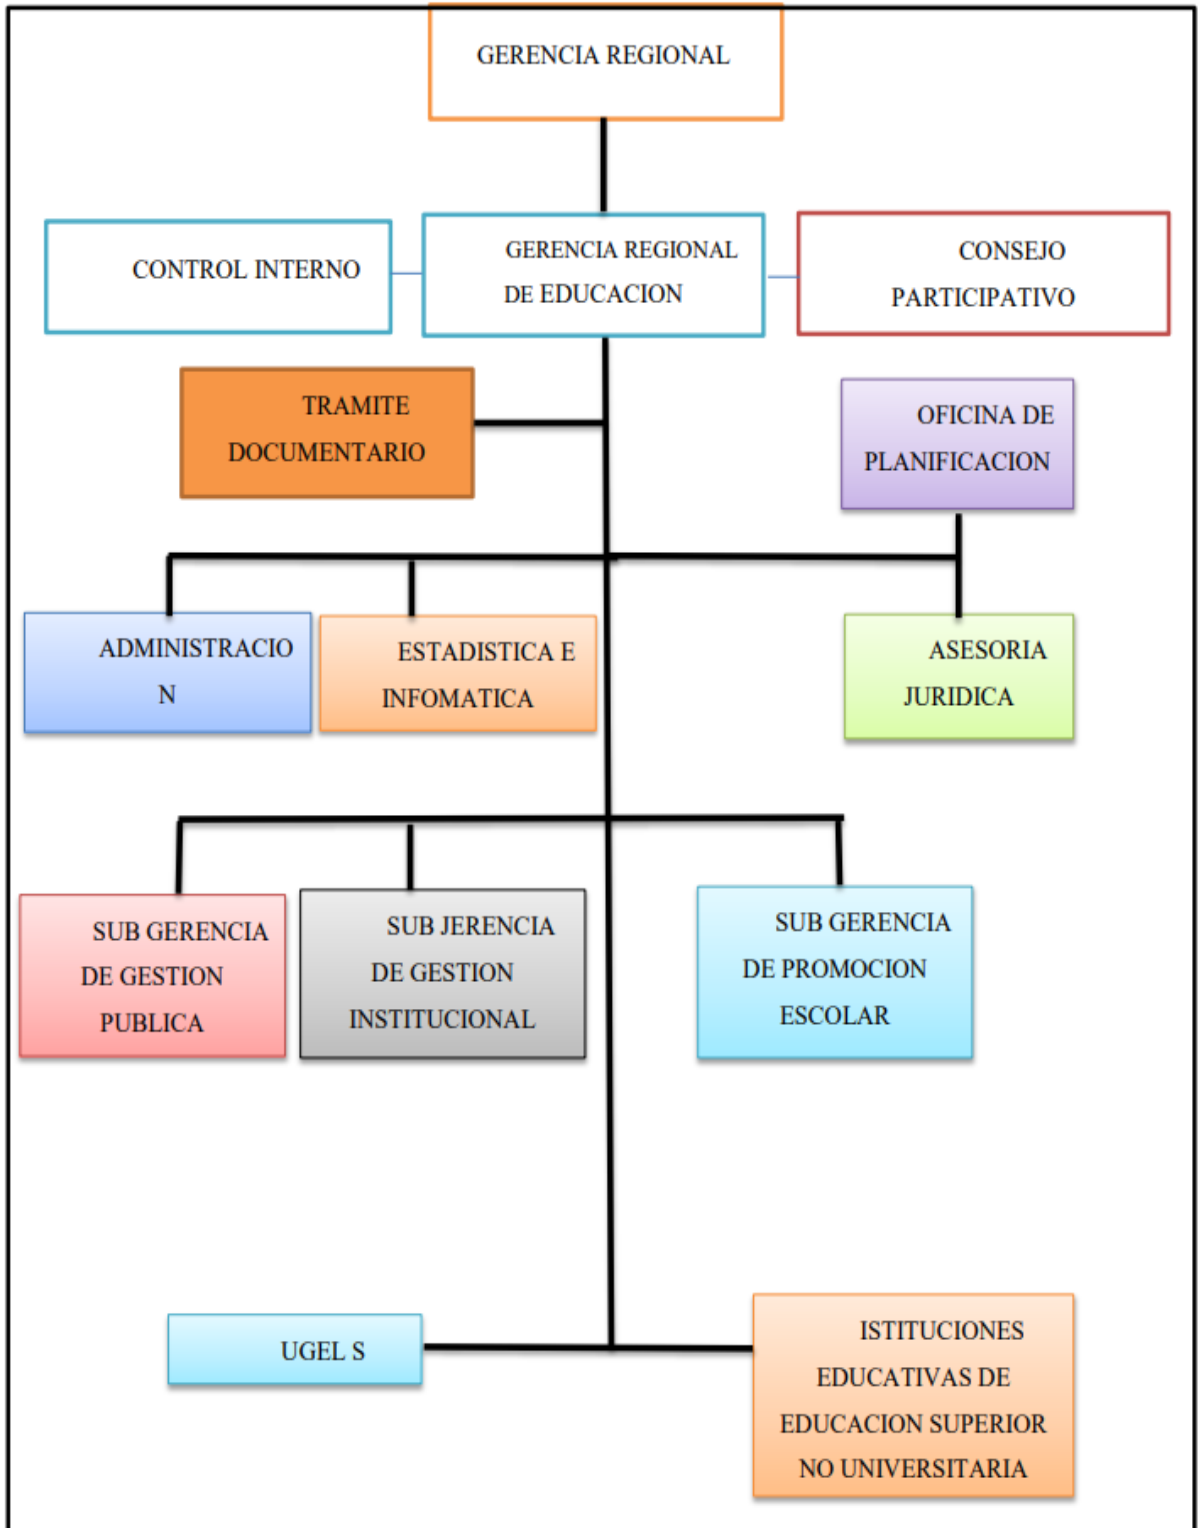 GERENCIA REGIONAL
CONTROL INTERNO
GERENCIA REGIONAL
DE EDUCACION
CONSEJO
PARTICIPATIVO
TRAMITE
DOCUMENTARIO
OFICINA DE
PLANIFICACION
ADMINISTRACIO
N
ESTADISTICA E
INFOMATICA
ASESORIA
JURIDICA
SUB GERENCIA
DE GESTION
PUBLICA
SUB JERENCIA
DE GESTION
INSTITUCIONAL
SUB GERENCIA
DE PROMOCION
ESCOLAR
UGEL S
ISTITUCIONES
EDUCATIVAS DE
EDUCACION SUPERIOR
NO UNIVERSITARIA